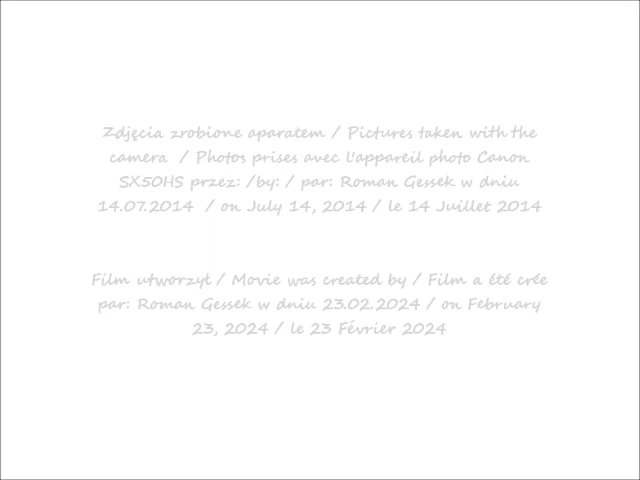 Zdjęcia zrobione aparatem / Pictures taken with the
camera / Photos prises avec l'appareil photo Canon
SX50HS przez: /by: / par: Roman Gessek w dniu
14.07.2014 / on July 14, 2014 / le 14 Juillet 2014
Film utworzył / Movie was created by / Film a été crée
par: Roman Gessek w dniu 23.02.2024 / on February
23, 2024 / le 23 Février 2024